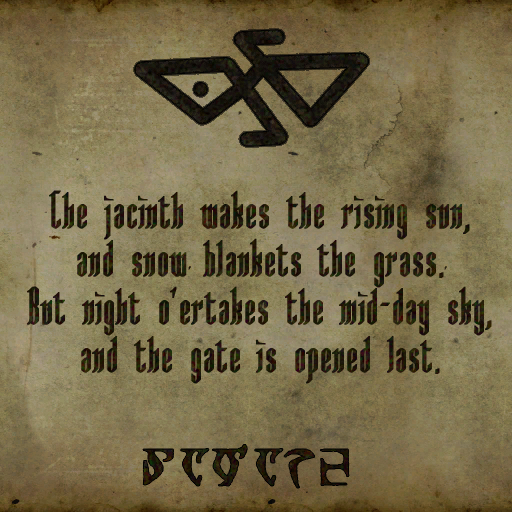 The jacinth wakes the rising sun,
and snow blankets the grass.
But night o'ertakes the mid-day sky,
and the gate is opened last.